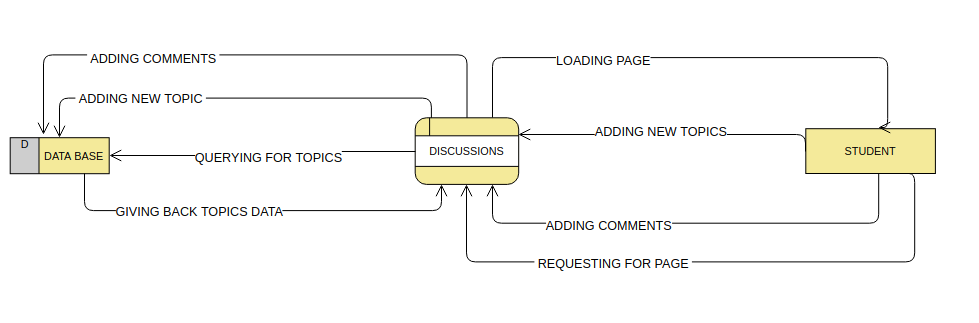 ADDING COMMENTS
LOADING PAGE
ADDING NEW TOPIC
ADDING NEW TOPICS
D
DATA BASE
QUERYING FOR TOPICS
DISCUSSIONS
STUDENT
GIVING BACK TOPICS DATA
ADDING COMMENTS
REQUESTING FOR PAGE